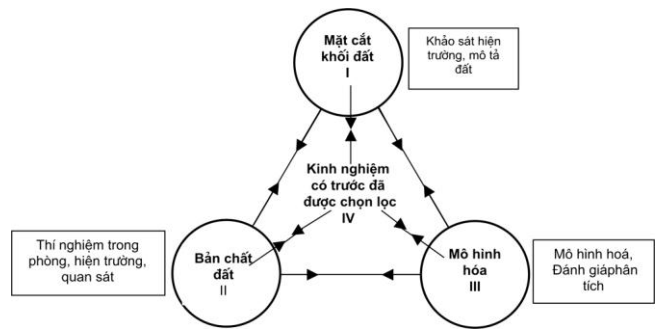 Mặt cắt
khối đất
I
Khảo sát hiện
trường, mô tả
đất
Kinh nghiệm
có trước đã
được chọn lọc
IV
Thí nghiệm trong
phòng, hiện trường,
quan sát
Bản chất
đất
II
Mô hình
hóa
III
Mô hình hoá,
Đánh giáphân
tích